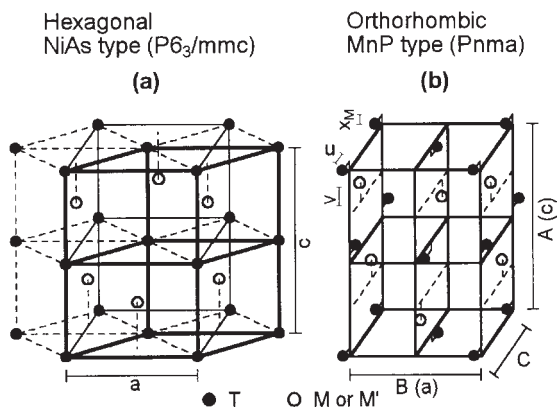 Hexagonal
NiAs type (P6₃/mmc)
(a)
Orthorhombic
MnP type (Pnma)
(b)
c
a
x_M
u
v
A (c)
B (a)
C
● T ○ M or M'